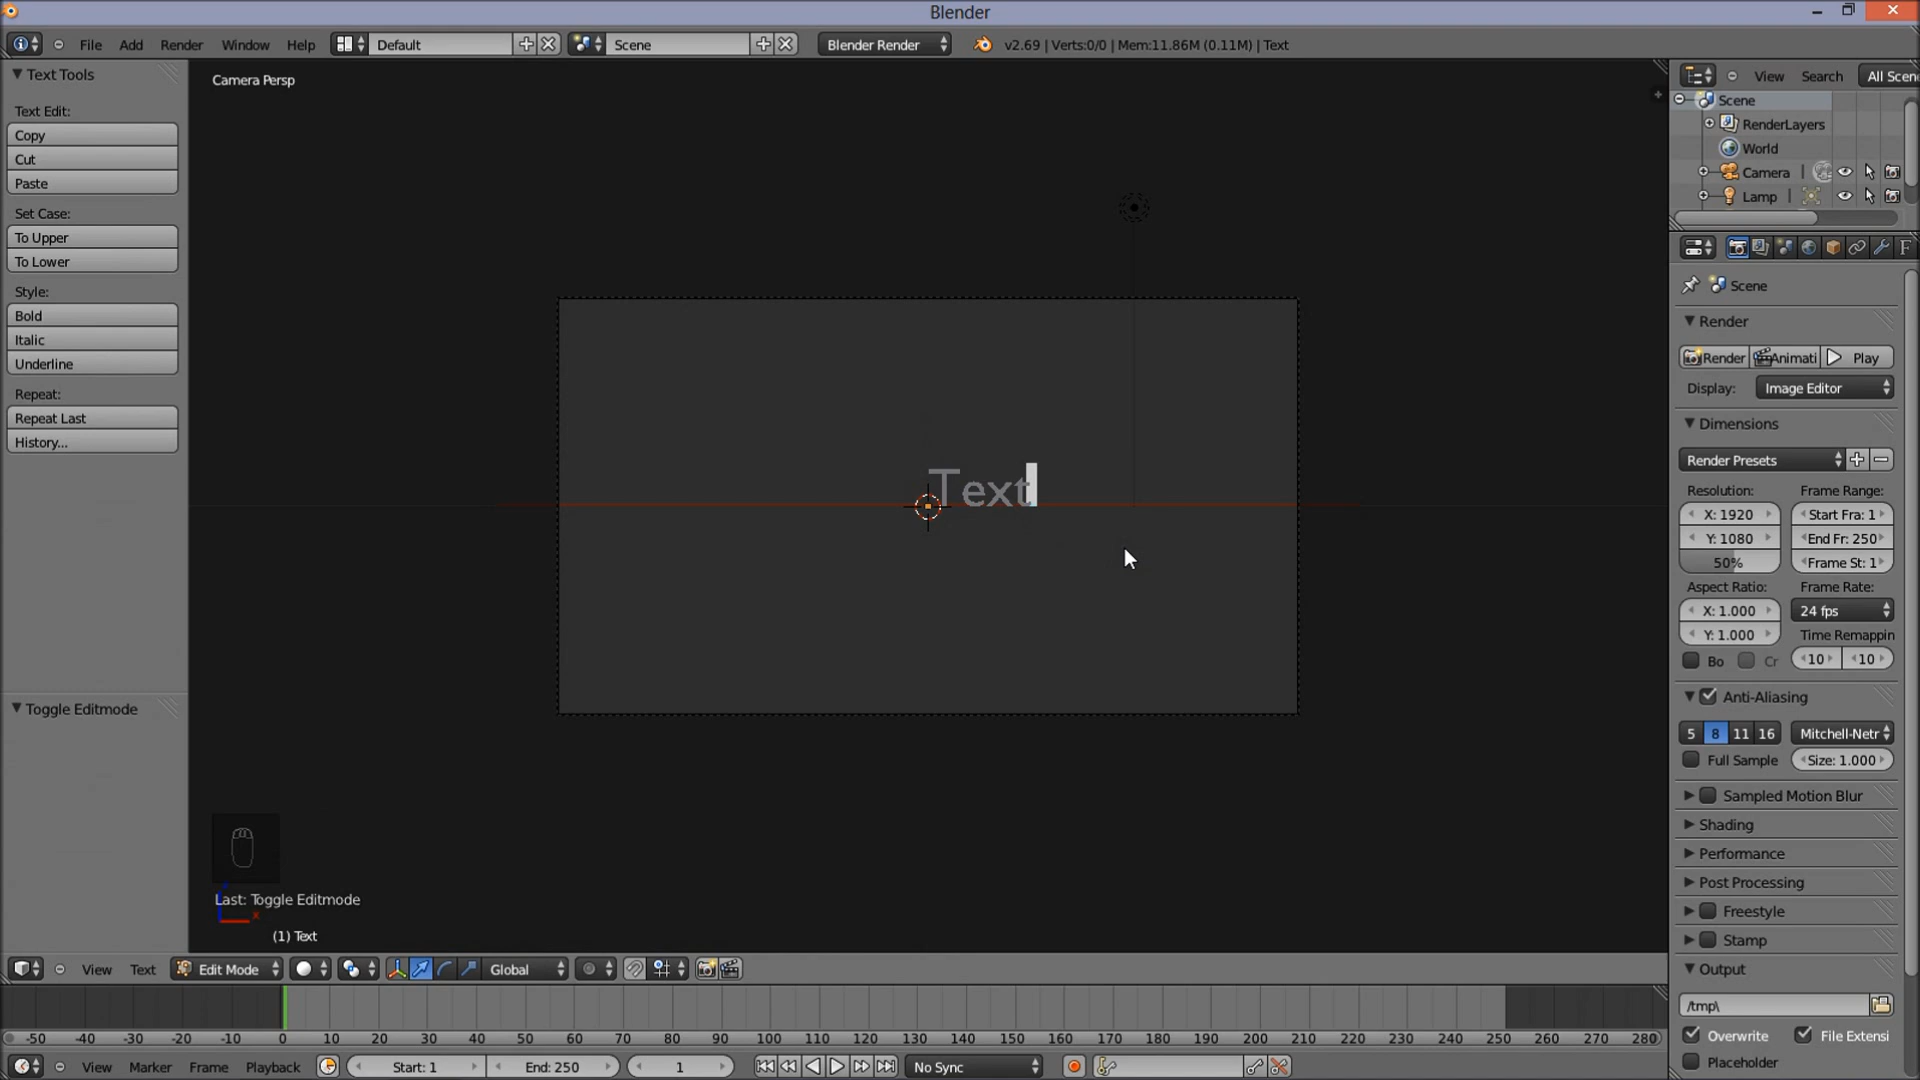 Blender
File Add Render Window Help Default Scene Blender Render v2.69 | Verts:0/0 | Mem:11.86M (0.11M) | Text
Text Tools
Text Edit:
Copy
Cut
Paste
Set Case:
To Upper
To Lower
Style:
Bold
Italic
Underline
Repeat:
Repeat Last
History...
Toggle Editmode
Camera Persp
Text
Last: Toggle Editmode
x
(1) Text
View Text Edit Mode Global
-50 -40 -30 -20 -10 0 10 20 30 40 50 60 70 80 90 100 110 120 130 140 150 160 170 180 190 200 210 220 230 240 250 260 270 280
View Marker Frame Playback Start: 1 End: 250 1 No Sync
View Search All Scene
Scene
RenderLayers
World
Camera
Lamp
Scene
Render
Render Animati Play
Display: Image Editor
Dimensions
Render Presets
Resolution: Frame Range:
X: 1920 Start Fra: 1
Y: 1080 End Fr: 250
50% Frame St: 1
Aspect Ratio: Frame Rate:
X: 1.000 24 fps
Y: 1.000 Time Remappin
Bo Cr 10 10
Anti-Aliasing
5 8 11 16 Mitchell-Netr
Full Sample Size: 1.000
Sampled Motion Blur
Shading
Performance
Post Processing
Freestyle
Stamp
Output
/tmp\
Overwrite File Extensi
Placeholder